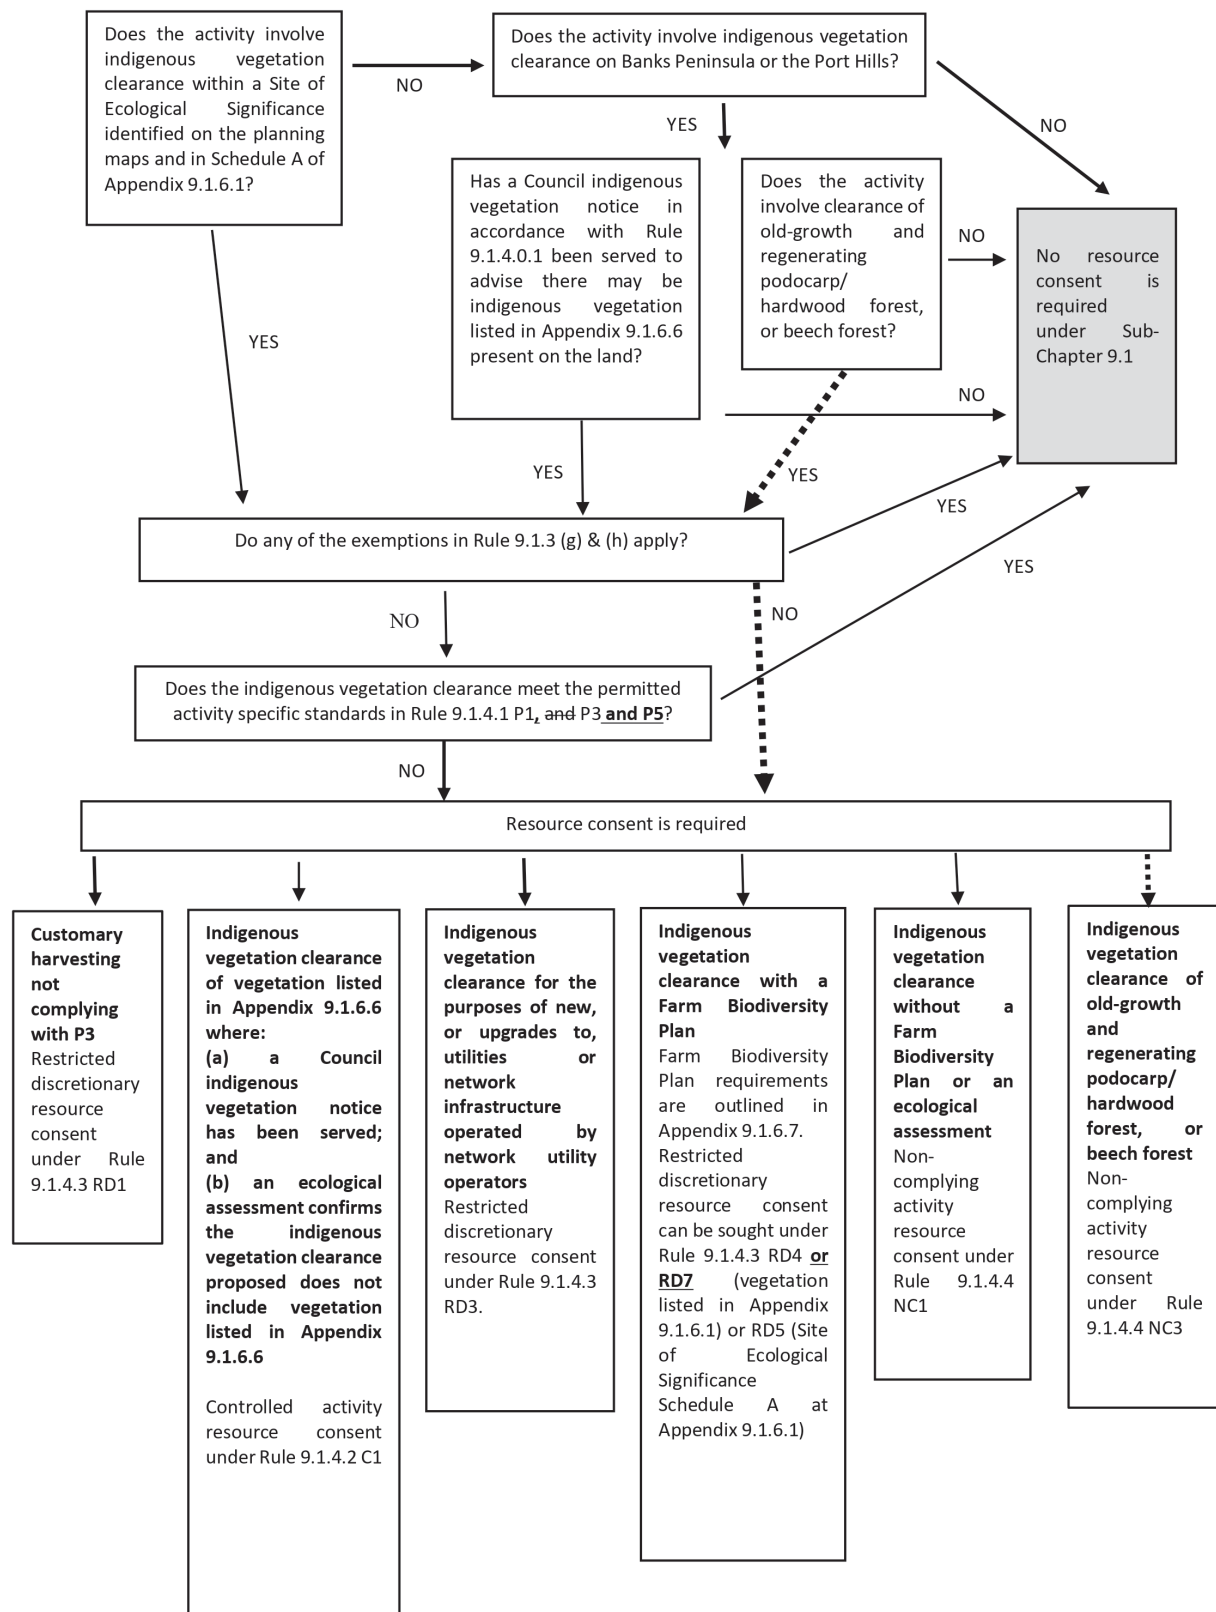 Does the activity involve
indigenous vegetation
clearance within a Site of
Ecological Significance
identified on the planning
maps and in Schedule A of
Appendix 9.1.6.1?
NO
Does the activity involve indigenous vegetation
clearance on Banks Peninsula or the Port Hills?
NO
YES
Has a Council indigenous
vegetation notice in
accordance with Rule
9.1.4.0.1 been served to
advise there may be
indigenous vegetation
listed in Appendix 9.1.6.6
present on the land?
Does the activity
involve clearance of
old-growth and
regenerating
podocarp/
hardwood forest,
or beech forest?
NO
No resource
consent is
required
under Sub-
Chapter 9.1
YES
NO
YES
YES
YES
Do any of the exemptions in Rule 9.1.3 (g) & (h) apply?
YES
NO
NO
Does the indigenous vegetation clearance meet the permitted
activity specific standards in Rule 9.1.4.1 P1, and P3 and P5?
NO
Resource consent is required
Customary
harvesting
not
complying
with P3
Restricted
discretionary
resource
consent
under Rule
9.1.4.3 RD1
Indigenous
vegetation clearance
of vegetation listed
in Appendix 9.1.6.6
where:
(a) a Council
indigenous
vegetation notice
has been served;
and
(b) an ecological
assessment confirms
the indigenous
vegetation clearance
proposed does not
include vegetation
listed in Appendix
9.1.6.6
Controlled activity
resource consent
under Rule 9.1.4.2 C1
Indigenous
vegetation
clearance for the
purposes of new,
or upgrades to,
utilities or
network
infrastructure
operated by
network utility
operators
Restricted
discretionary
resource consent
under Rule 9.1.4.3
RD3.
Indigenous
vegetation
clearance with a
Farm Biodiversity
Plan
Farm Biodiversity
Plan requirements
are outlined in
Appendix 9.1.6.7.
Restricted
discretionary
resource consent
can be sought under
Rule 9.1.4.3 RD4 or
RD7 (vegetation
listed in Appendix
9.1.6.1) or RD5 (Site
of Ecological
Significance
Schedule A at
Appendix 9.1.6.1)
Indigenous
vegetation
clearance
without a
Farm
Biodiversity
Plan or an
ecological
assessment
Non-
complying
activity
resource
consent under
Rule 9.1.4.4
NC1
Indigenous
vegetation
clearance of
old-growth
and
regenerating
podocarp/
hardwood
forest, or
beech forest
Non-
complying
activity
resource
consent
under Rule
9.1.4.4 NC3